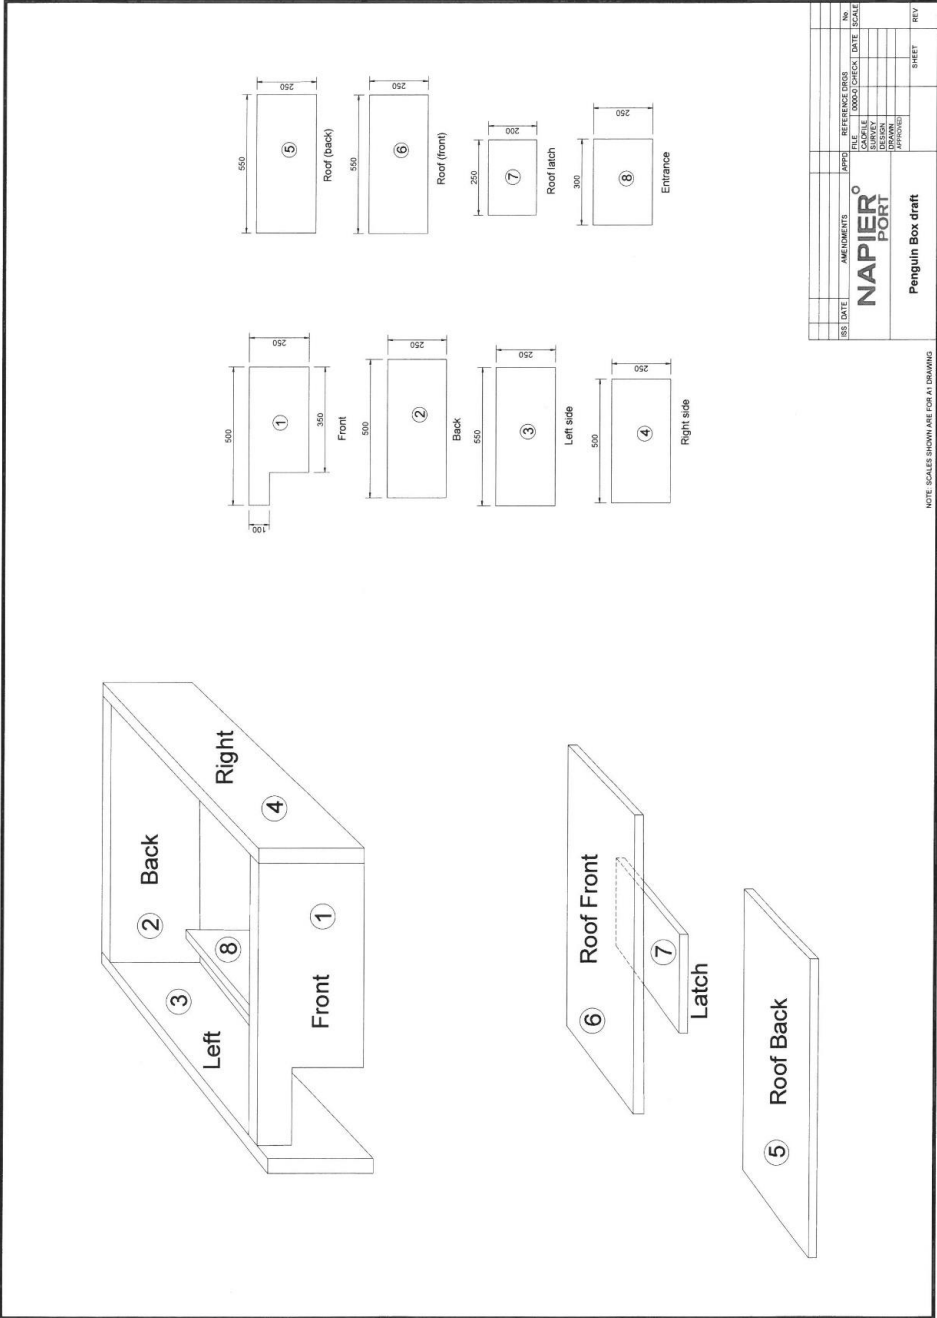 Left
3
2
Back
8
Right
4
Front
1
6
Roof Front
7
Latch
5
Roof Back
500
250
1
100
350
Front
500
250
2
Back
550
250
3
Left side
500
250
4
Right side
550
250
5
Roof (back)
550
250
6
Roof (front)
250
200
7
Roof latch
300
250
8
Entrance
NOTE: SCALES SHOWN ARE FOR A1 DRAWING
ISS DATE AMENDMENTS APPD REFERENCE DRGS No
NAPIER PORT
Penguin Box draft
FILE 0000-0 CHECK DATE SCALE
CADFILE
SURVEY
DESIGN
DRAWN
APPROVED
SHEET REV